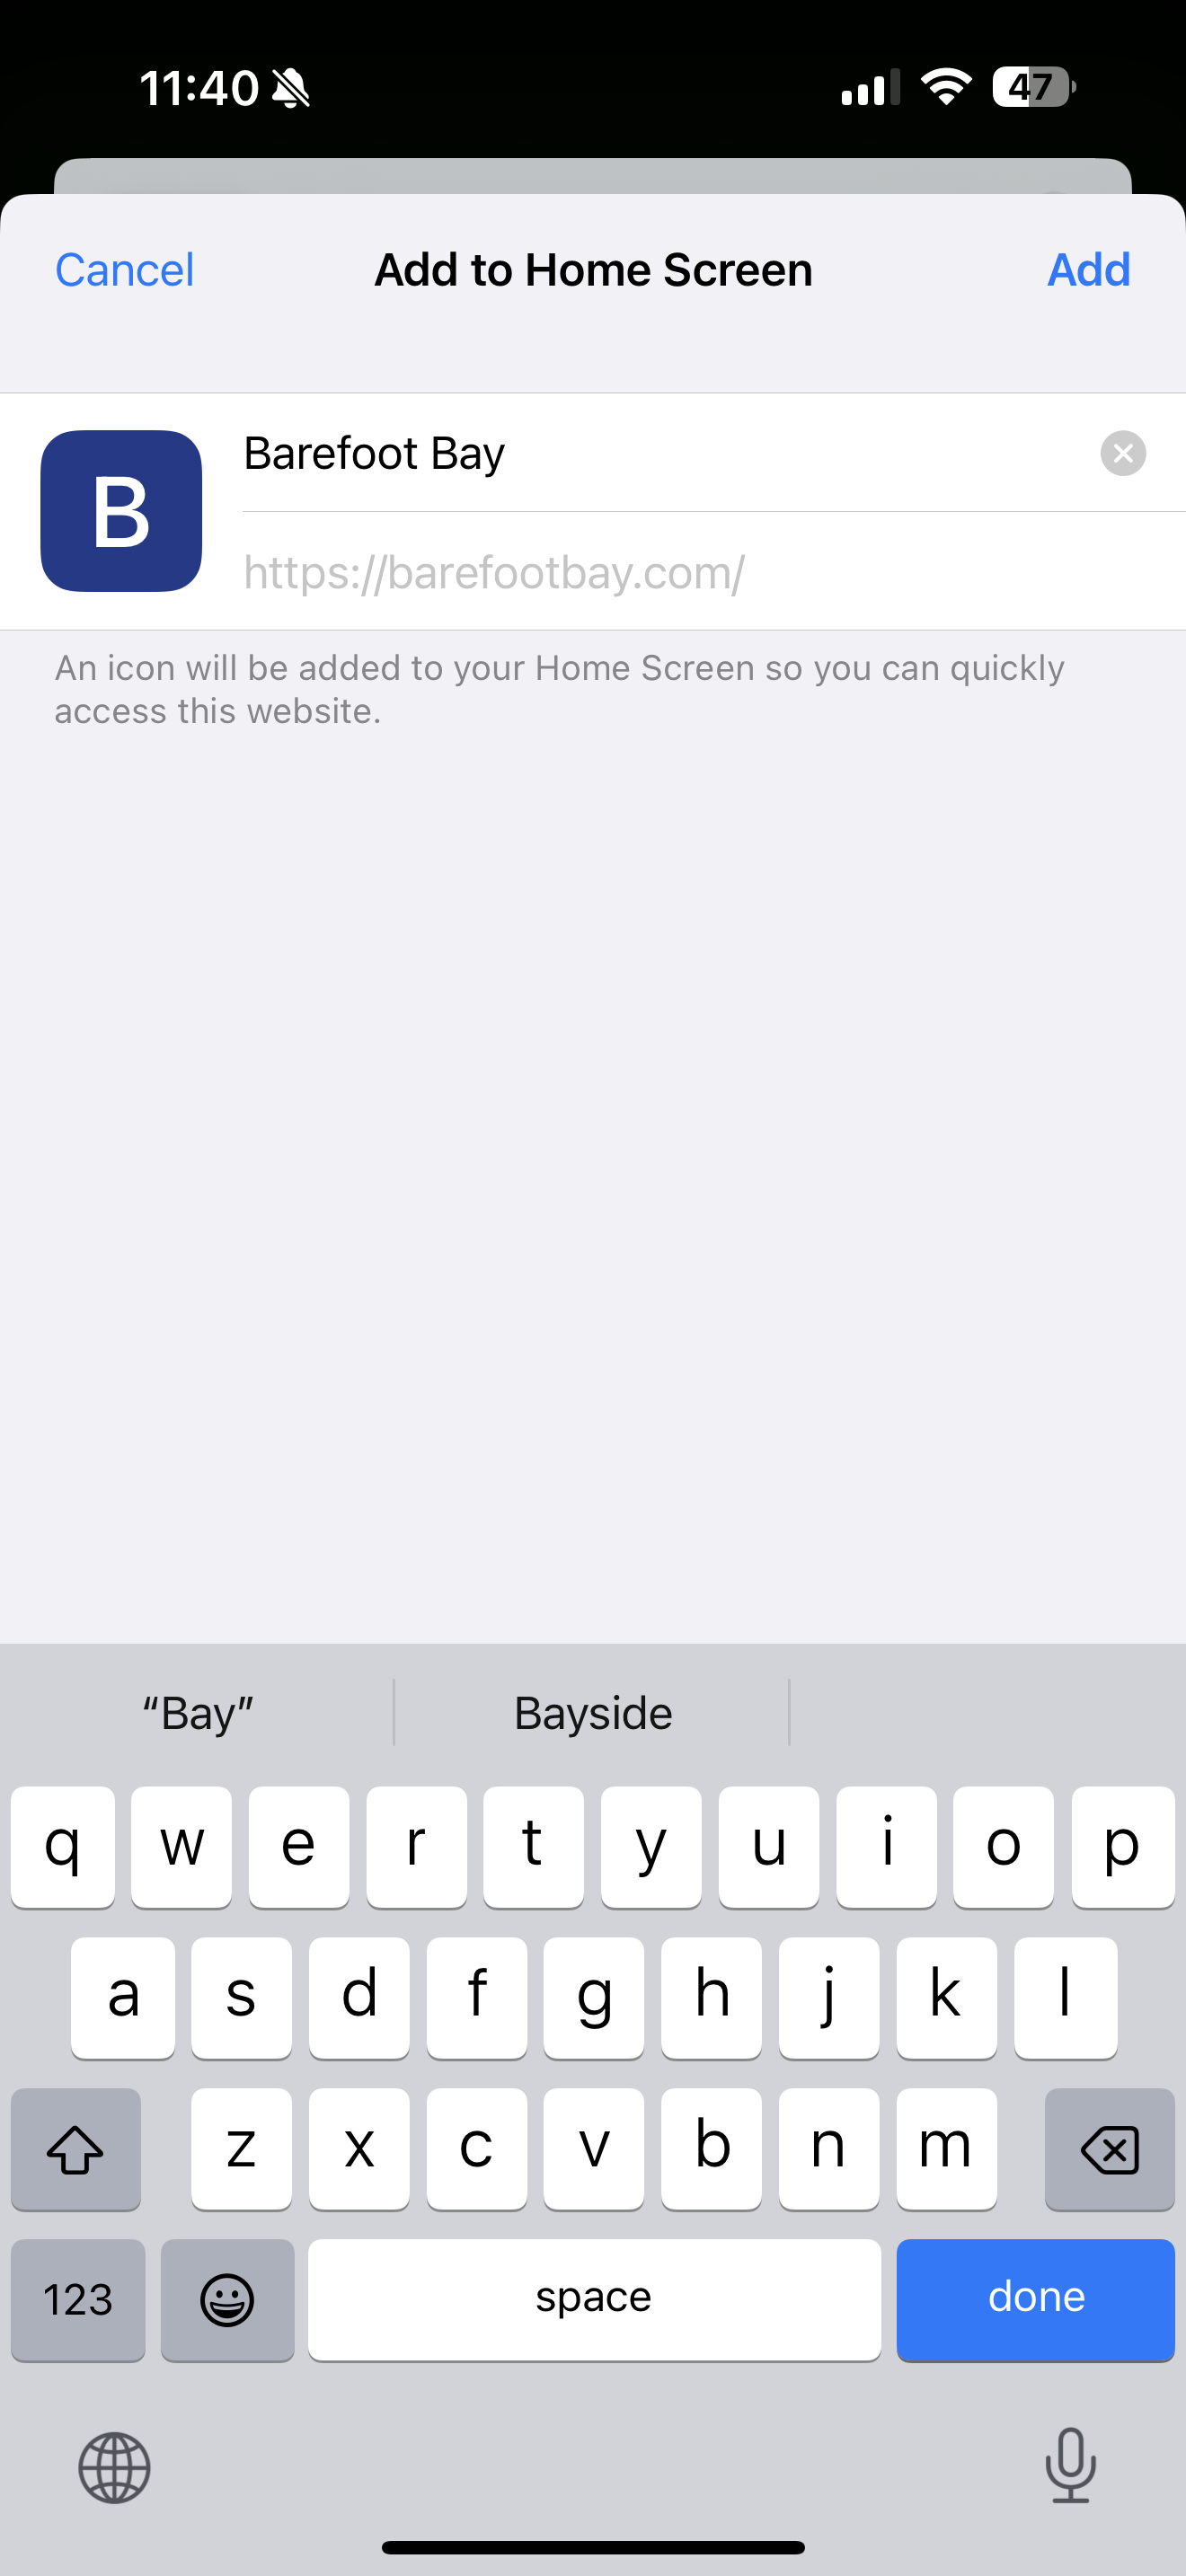 11:40
47
Cancel
Add to Home Screen
Add
B
Barefoot Bay
https://barefootbay.com/
An icon will be added to your Home Screen so you can quickly
access this website.
“Bay”
Bayside
q w e r t y u i o p
a s d f g h j k l
z x c v b n m
123
space
done